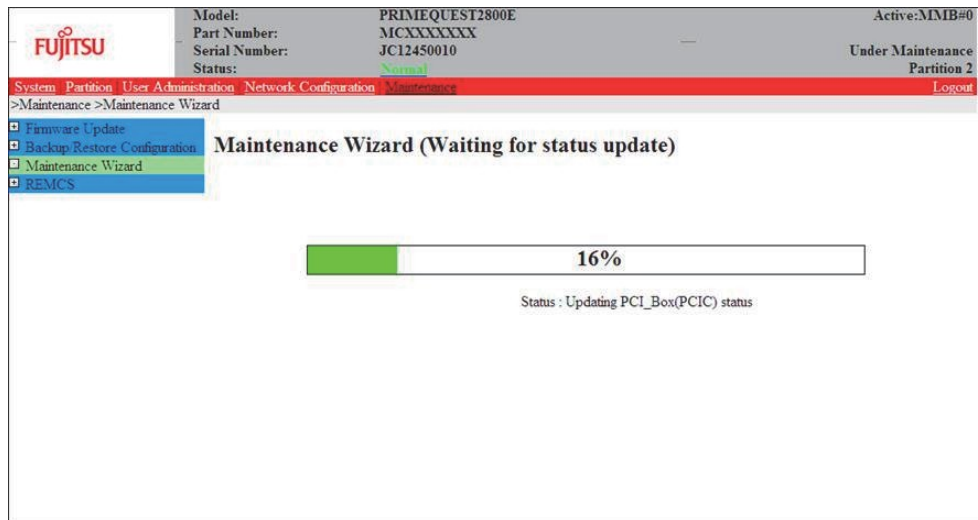 FUJITSU
Model: PRIMEQUEST2800E
Part Number: MCXXXXXXX
Serial Number: JC12450010
Status: Normal
Active:MMB#0
Under Maintenance
Partition 2
System Partition User Administration Network Configuration Maintenance Logout
>Maintenance >Maintenance Wizard
Firmware Update
Backup/Restore Configuration
Maintenance Wizard
REMCS
Maintenance Wizard (Waiting for status update)
16%
Status : Updating PCI_Box(PCIC) status